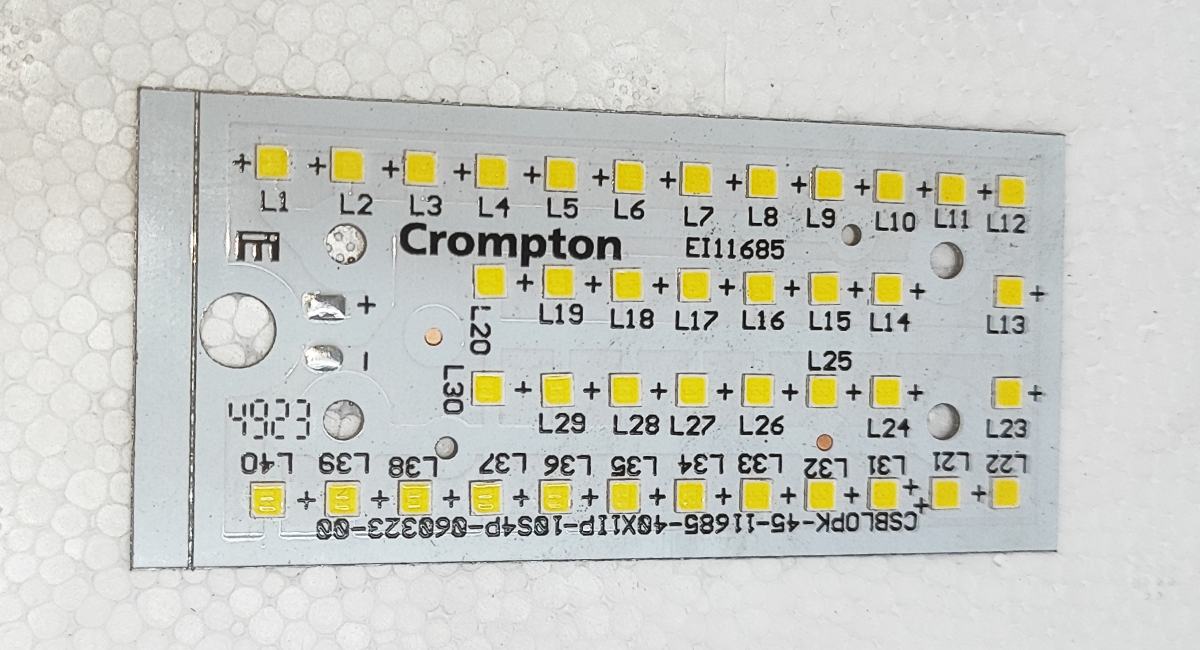 + + + + + + + + + + + +
L1 L2 L3 L4 L5 L6 L7 L8 L9 L10 L11 L12
Crompton EI11685
+ + + + + + + +
L20 L19 L18 L17 L16 L15 L14 L13
+
−
L25
+ + + + + + + +
L30 L29 L28 L27 L26 L24 L23
L40 L39 L38 L37 L36 L35 L34 L33 L32 L31 L21 L22
+ + + + + + + + + + +
CSBLOPK-45-11685-40X1IP-10S4P-060323-00